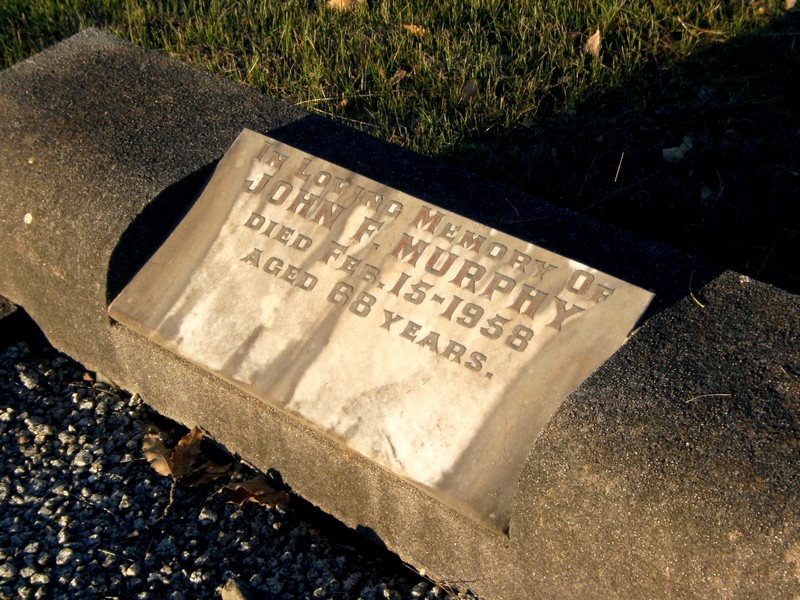 IN LOVING MEMORY OF
JOHN F. MURPHY
DIED FEB. 15-1958
AGED 68 YEARS.